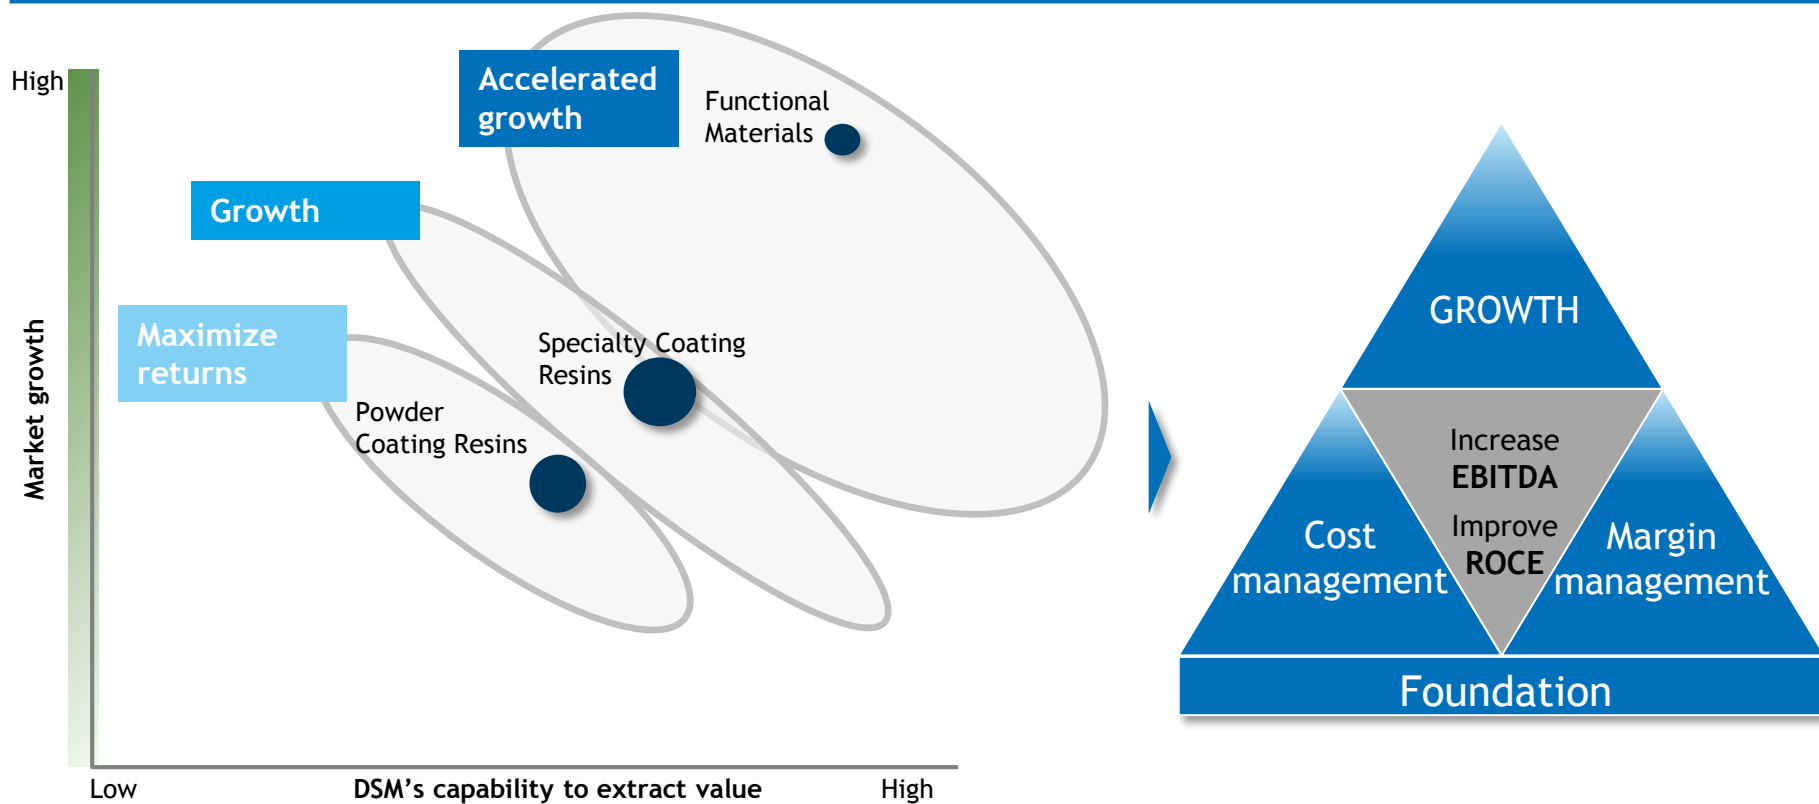 High
Accelerated
growth
Functional
Materials
Growth
Maximize
returns
Specialty Coating
Resins
Powder
Coating Resins
Market growth
Low
DSM’s capability to extract value
High
GROWTH
Increase
EBITDA
Improve
ROCE
Cost
management
Margin
management
Foundation